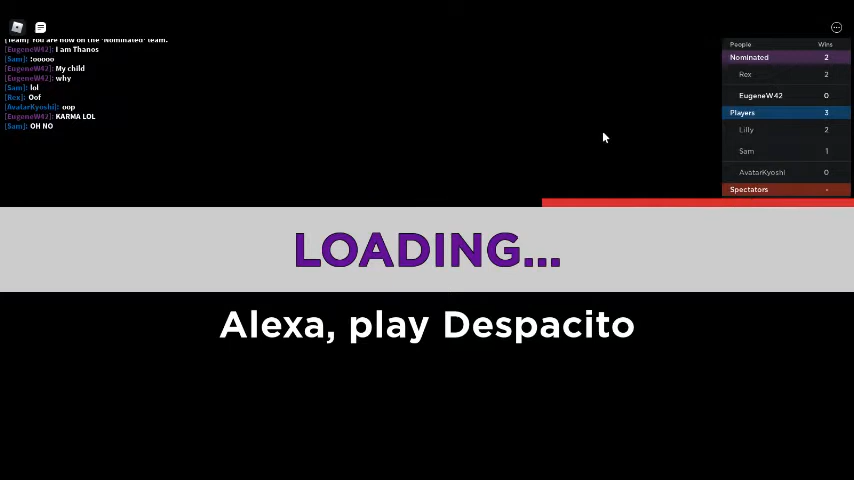 [Team] You are now on the 'Nominated' team.
[EugeneW42]: I am Thanos
[Sam]: :ooooo
[EugeneW42]: My child
[EugeneW42]: why
[Sam]: lol
[Rex]: Oof
[AvatarKyoshi]: oop
[EugeneW42]: KARMA LOL
[Sam]: OH NO
People Wins
Nominated 2
Rex 2
EugeneW42 0
Players 3
Lilly 2
Sam 1
AvatarKyoshi 0
Spectators -
LOADING...
Alexa, play Despacito